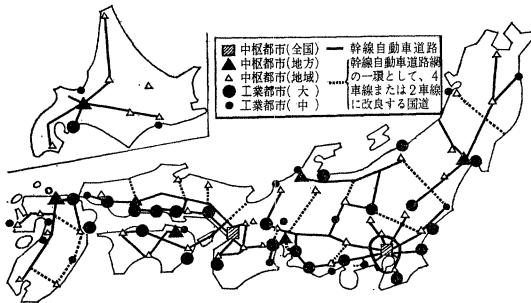 中枢都市(全国)
中枢都市(地方)
中枢都市(地域)
工業都市(大)
工業都市(中)
幹線自動車道路
幹線自動車道路網
の一環として、4
車線または2車線
に改良する国道